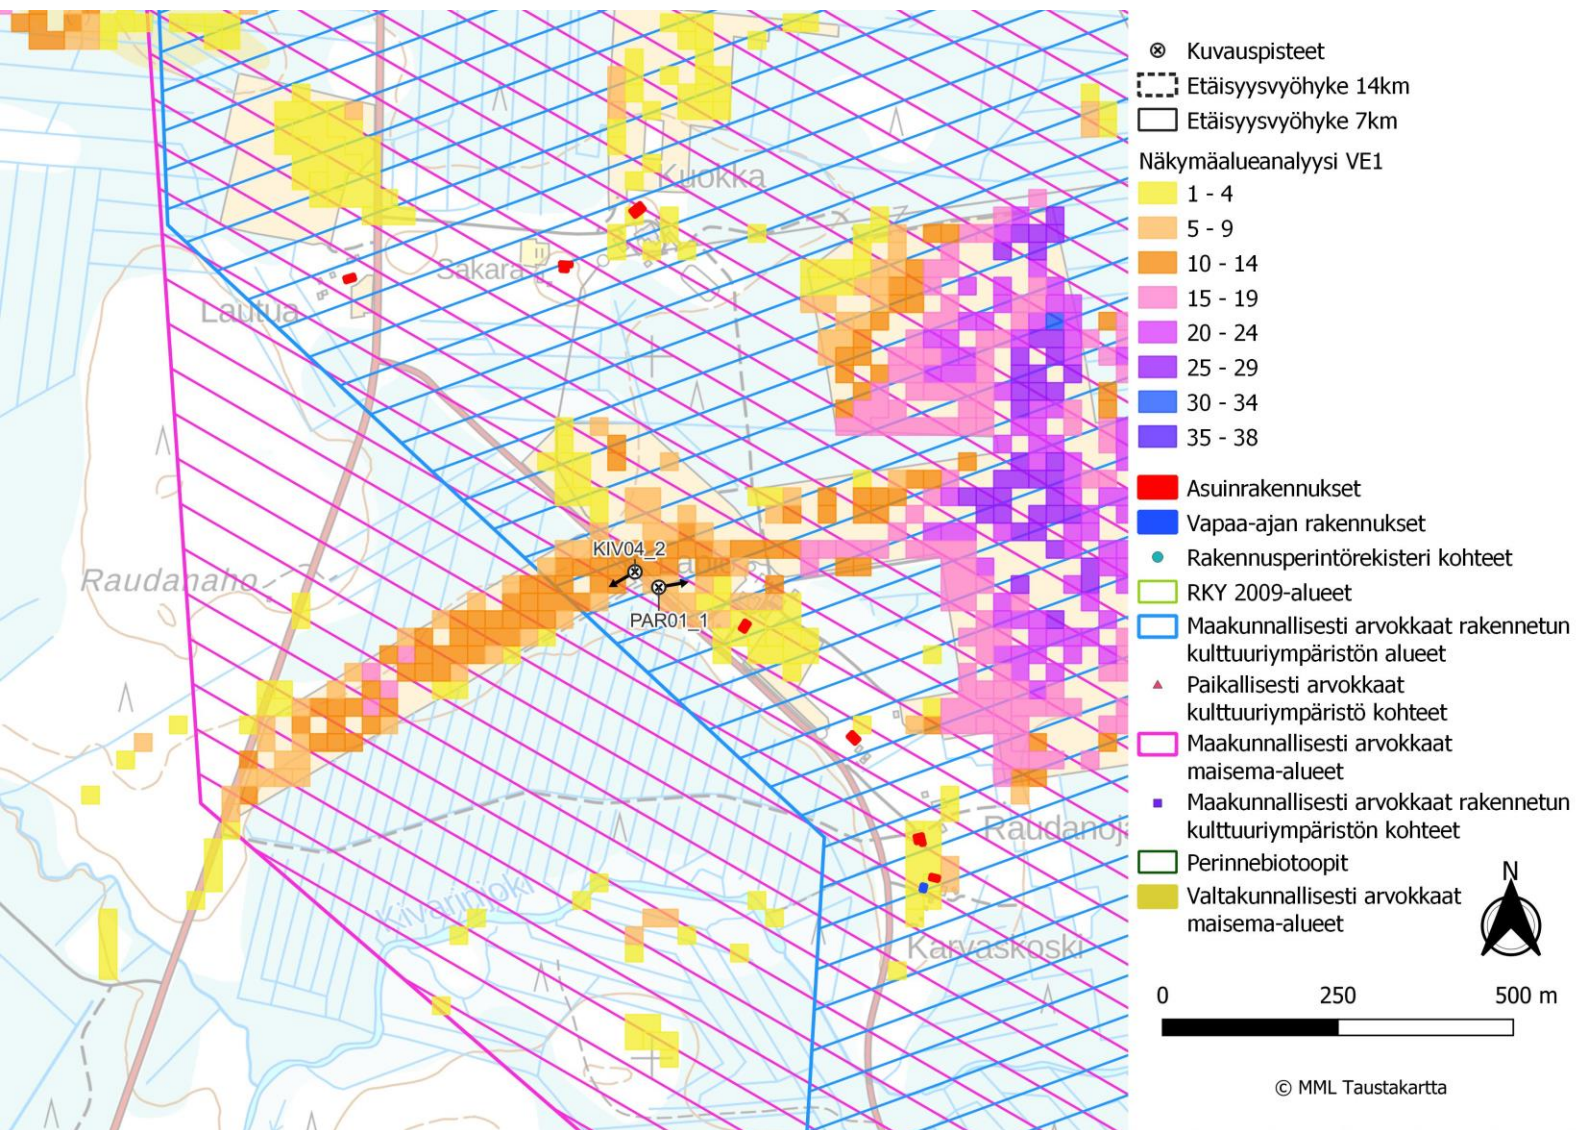 Kuokka
Sakara
Lautua
KIV04_2
Raudanaho
PAR01_1
Raudanoja
Kivarinjoki
Karvaskoski
Kuvauspisteet
Etäisyysvyöhyke 14km
Etäisyysvyöhyke 7km
Näkymäalueanalyysi VE1
1 - 4
5 - 9
10 - 14
15 - 19
20 - 24
25 - 29
30 - 34
35 - 38
Asuinrakennukset
Vapaa-ajan rakennukset
Rakennusperintörekisteri kohteet
RKY 2009-alueet
Maakunnallisesti arvokkaat rakennetun
kulttuuriympäristön alueet
Paikallisesti arvokkaat
kulttuuriympäristö kohteet
Maakunnallisesti arvokkaat
maisema-alueet
Maakunnallisesti arvokkaat rakennetun
kulttuuriympäristön kohteet
Perinnebiotoopit
Valtakunnallisesti arvokkaat
maisema-alueet
N
0 250 500 m
© MML Taustakartta